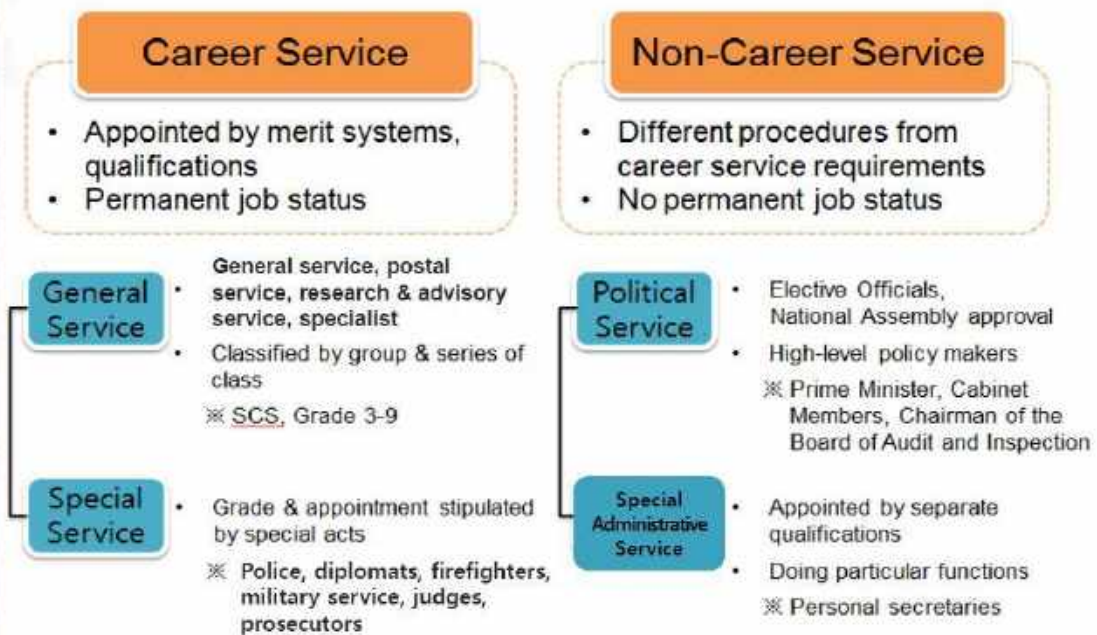 Career Service
• Appointed by merit systems,
qualifications
• Permanent job status
General
Service
• General service, postal
service, research & advisory
service, specialist
• Classified by group & series of
class
※ SCS, Grade 3-9
Special
Service
• Grade & appointment stipulated
by special acts
※ Police, diplomats, firefighters,
military service, judges,
prosecutors
Non-Career Service
• Different procedures from
career service requirements
• No permanent job status
Political
Service
• Elective Officials,
National Assembly approval
• High-level policy makers
※ Prime Minister, Cabinet
Members, Chairman of the
Board of Audit and Inspection
Special
Administrative
Service
• Appointed by separate
qualifications
• Doing particular functions
※ Personal secretaries